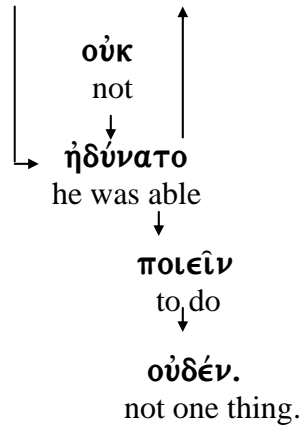 οὐκ
not
ἠδύνατο
he was able
ποιεῖν
to do
οὐδέν.
not one thing.